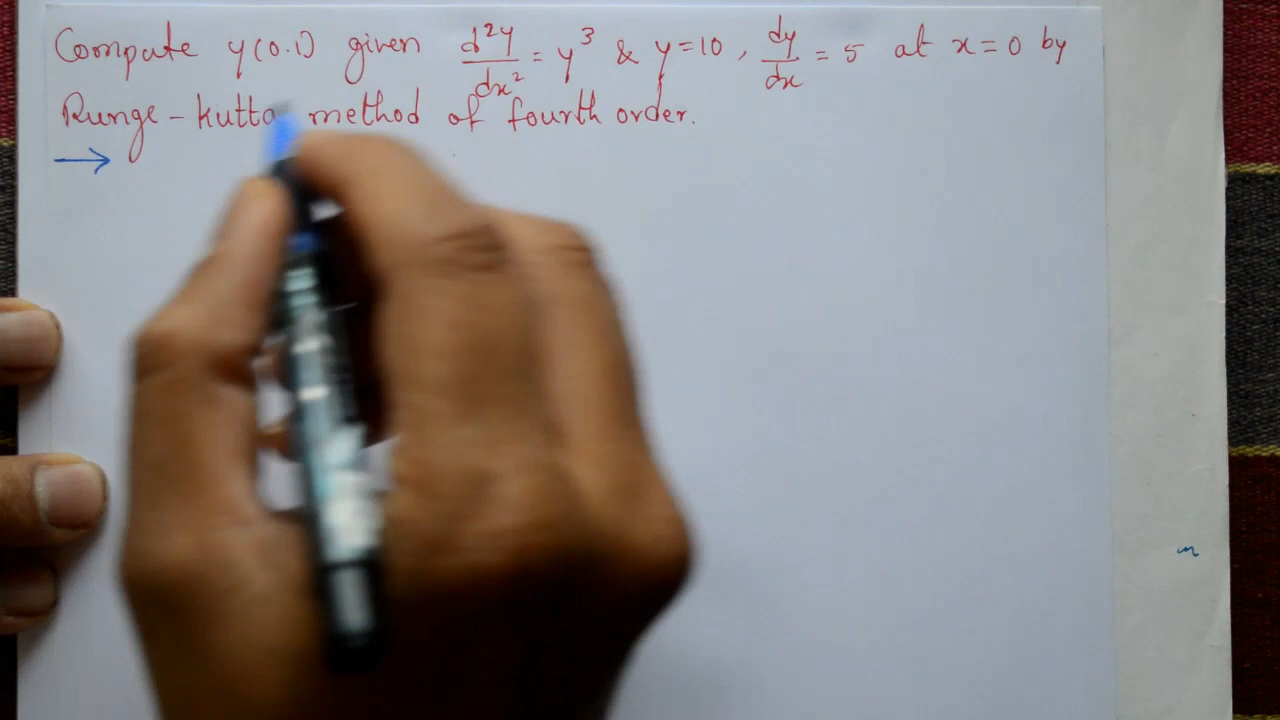 Compute y(0.1) given d²y/dx² = y³ & y=10, dy/dx = 5 at x=0 by
Runge-kutta method of fourth order.